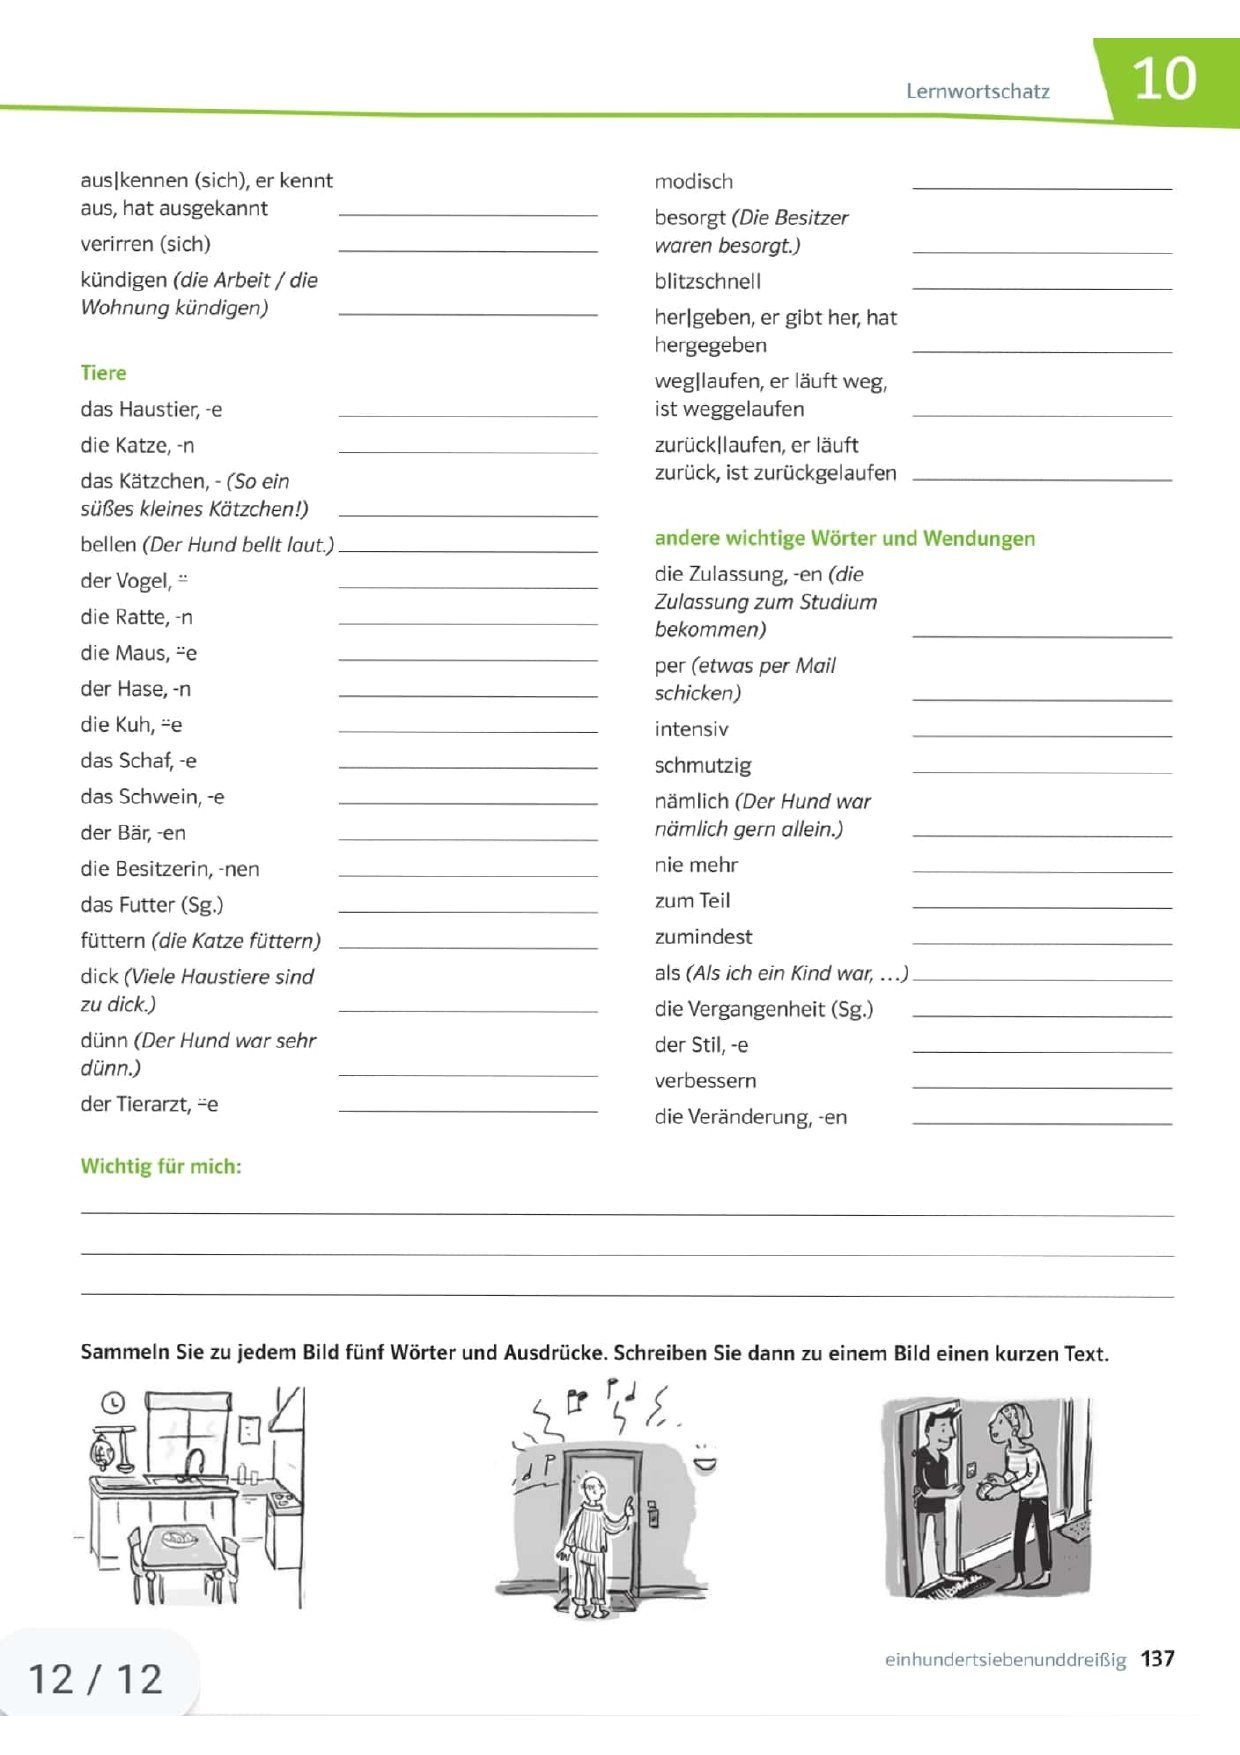 Lernwortschatz
10
aus|kennen (sich), er kennt
aus, hat ausgekannt
verirren (sich)
kündigen (die Arbeit / die
Wohnung kündigen)
Tiere
das Haustier, -e
die Katze, -n
das Kätzchen, - (So ein
süßes kleines Kätzchen!)
bellen (Der Hund bellt laut.)
der Vogel, ¨
die Ratte, -n
die Maus, ¨e
der Hase, -n
die Kuh, ¨e
das Schaf, -e
das Schwein, -e
der Bär, -en
die Besitzerin, -nen
das Futter (Sg.)
füttern (die Katze füttern)
dick (Viele Haustiere sind
zu dick.)
dünn (Der Hund war sehr
dünn.)
der Tierarzt, ¨e
modisch
besorgt (Die Besitzer
waren besorgt.)
blitzschnell
her|geben, er gibt her, hat
hergegeben
weg|laufen, er läuft weg,
ist weggelaufen
zurück|laufen, er läuft
zurück, ist zurückgelaufen
andere wichtige Wörter und Wendungen
die Zulassung, -en (die
Zulassung zum Studium
bekommen)
per (etwas per Mail
schicken)
intensiv
schmutzig
nämlich (Der Hund war
nämlich gern allein.)
nie mehr
zum Teil
zumindest
als (Als ich ein Kind war, ...)
die Vergangenheit (Sg.)
der Stil, -e
verbessern
die Veränderung, -en
Wichtig für mich:
Sammeln Sie zu jedem Bild fünf Wörter und Ausdrücke. Schreiben Sie dann zu einem Bild einen kurzen Text.
einhundertsiebenunddreißig 137
12 / 12